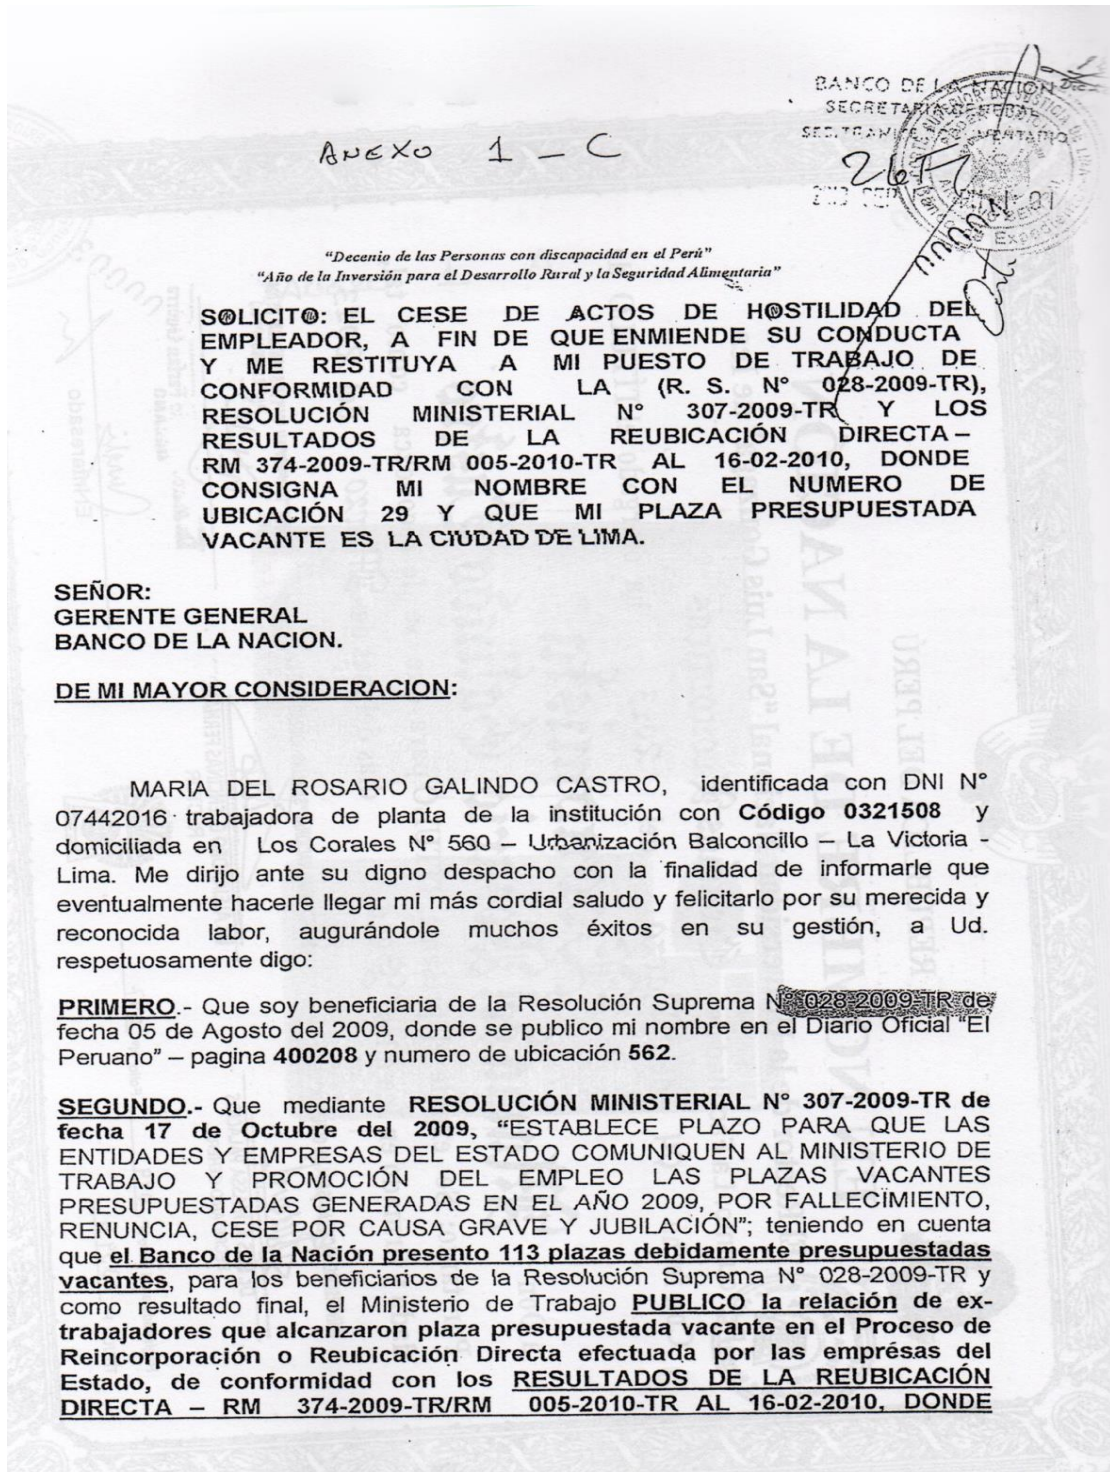 BANCO DE LA NACION
SECRETARIA GENERAL
ANEXO 1 - C
267
"Decenio de las Personas con discapacidad en el Perú"
"Año de la Inversión para el Desarrollo Rural y la Seguridad Alimentaria"
SOLICITO: EL CESE DE ACTOS DE HOSTILIDAD DEL
EMPLEADOR, A FIN DE QUE ENMIENDE SU CONDUCTA
Y ME RESTITUYA A MI PUESTO DE TRABAJO DE
CONFORMIDAD CON LA (R. S. N° 028-2009-TR),
RESOLUCIÓN MINISTERIAL N° 307-2009-TR Y LOS
RESULTADOS DE LA REUBICACIÓN DIRECTA –
RM 374-2009-TR/RM 005-2010-TR AL 16-02-2010, DONDE
CONSIGNA MI NOMBRE CON EL NUMERO DE
UBICACIÓN 29 Y QUE MI PLAZA PRESUPUESTADA
VACANTE ES LA CIUDAD DE LIMA.
SEÑOR:
GERENTE GENERAL
BANCO DE LA NACION.
DE MI MAYOR CONSIDERACION:
MARIA DEL ROSARIO GALINDO CASTRO, identificada con DNI N°
07442016 trabajadora de planta de la institución con Código 0321508 y
domiciliada en Los Corales N° 560 – Urbanización Balconcillo – La Victoria -
Lima. Me dirijo ante su digno despacho con la finalidad de informarle que
eventualmente hacerle llegar mi más cordial saludo y felicitarlo por su merecida y
reconocida labor, augurándole muchos éxitos en su gestión, a Ud.
respetuosamente digo:
PRIMERO.- Que soy beneficiaria de la Resolución Suprema N° 028-2009-TR de
fecha 05 de Agosto del 2009, donde se publico mi nombre en el Diario Oficial "El
Peruano" – pagina 400208 y numero de ubicación 562.
SEGUNDO.- Que mediante RESOLUCIÓN MINISTERIAL N° 307-2009-TR de
fecha 17 de Octubre del 2009, "ESTABLECE PLAZO PARA QUE LAS
ENTIDADES Y EMPRESAS DEL ESTADO COMUNIQUEN AL MINISTERIO DE
TRABAJO Y PROMOCIÓN DEL EMPLEO LAS PLAZAS VACANTES
PRESUPUESTADAS GENERADAS EN EL AÑO 2009, POR FALLECIMIENTO,
RENUNCIA, CESE POR CAUSA GRAVE Y JUBILACIÓN"; teniendo en cuenta
que el Banco de la Nación presento 113 plazas debidamente presupuestadas
vacantes, para los beneficiarios de la Resolución Suprema N° 028-2009-TR y
como resultado final, el Ministerio de Trabajo PUBLICO la relación de ex-
trabajadores que alcanzaron plaza presupuestada vacante en el Proceso de
Reincorporación o Reubicación Directa efectuada por las empresas del
Estado, de conformidad con los RESULTADOS DE LA REUBICACIÓN
DIRECTA – RM 374-2009-TR/RM 005-2010-TR AL 16-02-2010, DONDE